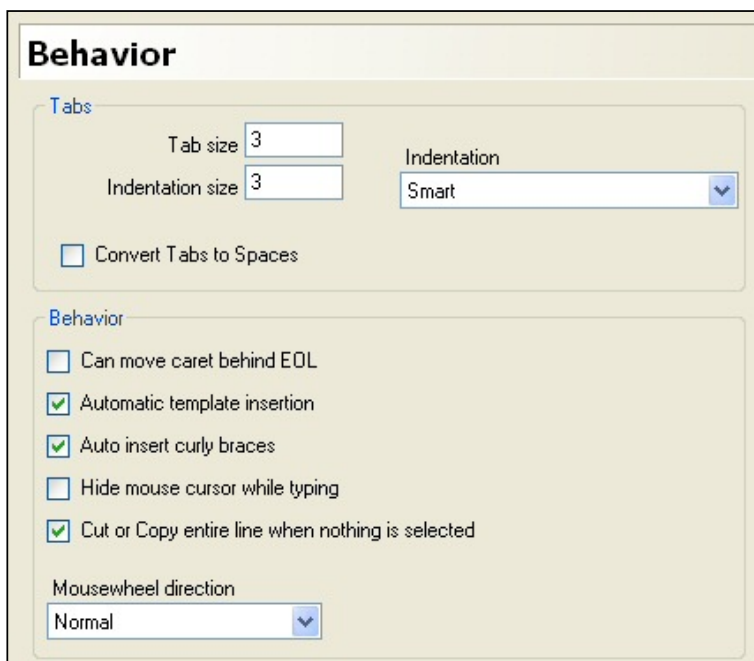 Behavior
Tabs
Tab size 3
Indentation size 3
Indentation
Smart
Convert Tabs to Spaces
Behavior
Can move caret behind EOL
Automatic template insertion
Auto insert curly braces
Hide mouse cursor while typing
Cut or Copy entire line when nothing is selected
Mousewheel direction
Normal